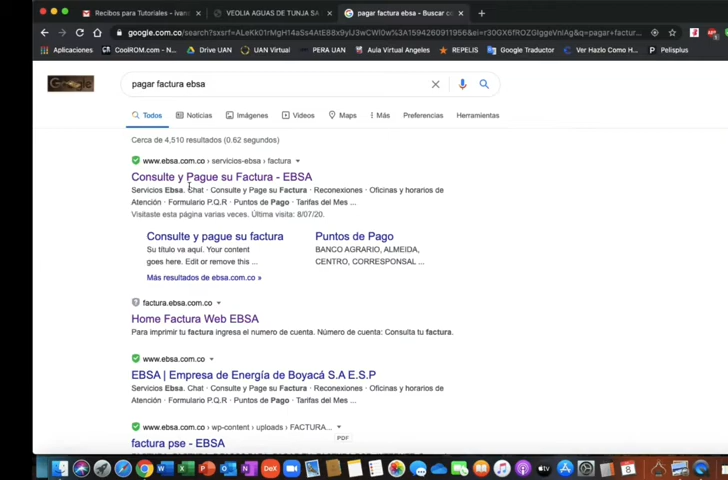 Recibos para Tutoriales - ivan
VEOLIA AGUAS DE TUNJA SA
pagar factura ebsa - Buscar co
Aplicaciones
CoolROM.com - The...
Drive UAN
UAN Virtual
PERA UAN
Aula Virtual Angels
REPELIS
Google Traductor
Ver Hazlo Como H...
Pelisplus
pagar factura ebsa
Todos
Noticias
Imágenes
Videos
Maps
Más
Preferencias
Herramientas
Cerca de 4,510 resultados (0.62 segundos)
www.ebsa.com.co › servicios-ebsa › factura
Consulte y Pague su Factura - EBSA
Servicios Ebsa. Chat · Consulte y Page su Factura · Reconexiones · Oficinas y horarios de
Atención · Formulario P.Q.R · Puntos de Pago · Tarifas del Mes ...
Visitaste esta página varias veces. Última visita: 8/07/20.
Consulte y pague su factura
Su título va aquí. Your content
goes here. Edit or remove this ...
Puntos de Pago
BANCO AGRARIO, ALMEIDA,
CENTRO, CORRESPONSAL ...
Más resultados de ebsa.com.co »
factura.ebsa.com.co
Home Factura Web EBSA
Para imprimir tu factura ingresa el numero de cuenta. Número de cuenta: Consulta tu factura.
www.ebsa.com.co
EBSA | Empresa de Energía de Boyacá S.A E.S.P
Servicios Ebsa. Chat · Consulte y Page su Factura · Reconexiones · Oficinas y horarios de
Atención · Formulario P.Q.R · Puntos de Pago · Tarifas del Mes ...
www.ebsa.com.co › wp-content › uploads › FACTURA...
PDF
factura pse - EBSA